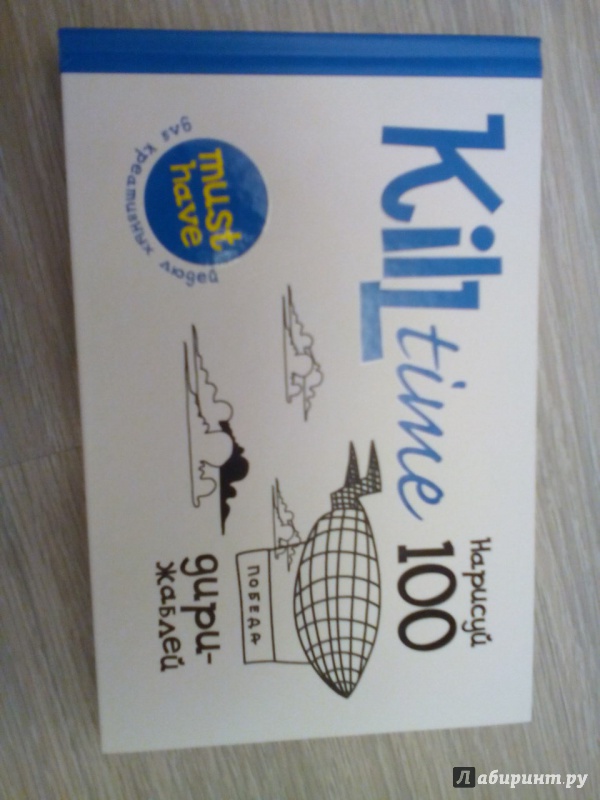 Kill time
Нарисуй
100
дири-
жаблей
ПОБЕДА
must
have
для креативных людей
Лабиринт.ру